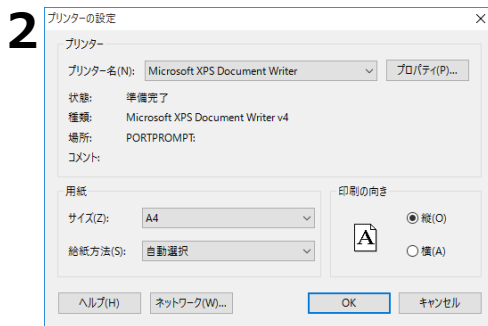 2
プリンターの設定
プリンター
プリンター名(N): Microsoft XPS Document Writer プロパティ(P)...
状態: 準備完了
種類: Microsoft XPS Document Writer v4
場所: PORTPROMPT:
コメント:
用紙
サイズ(Z): A4
給紙方法(S): 自動選択
印刷の向き
A
縦(O)
横(A)
ヘルプ(H) ネットワーク(W)... OK キャンセル